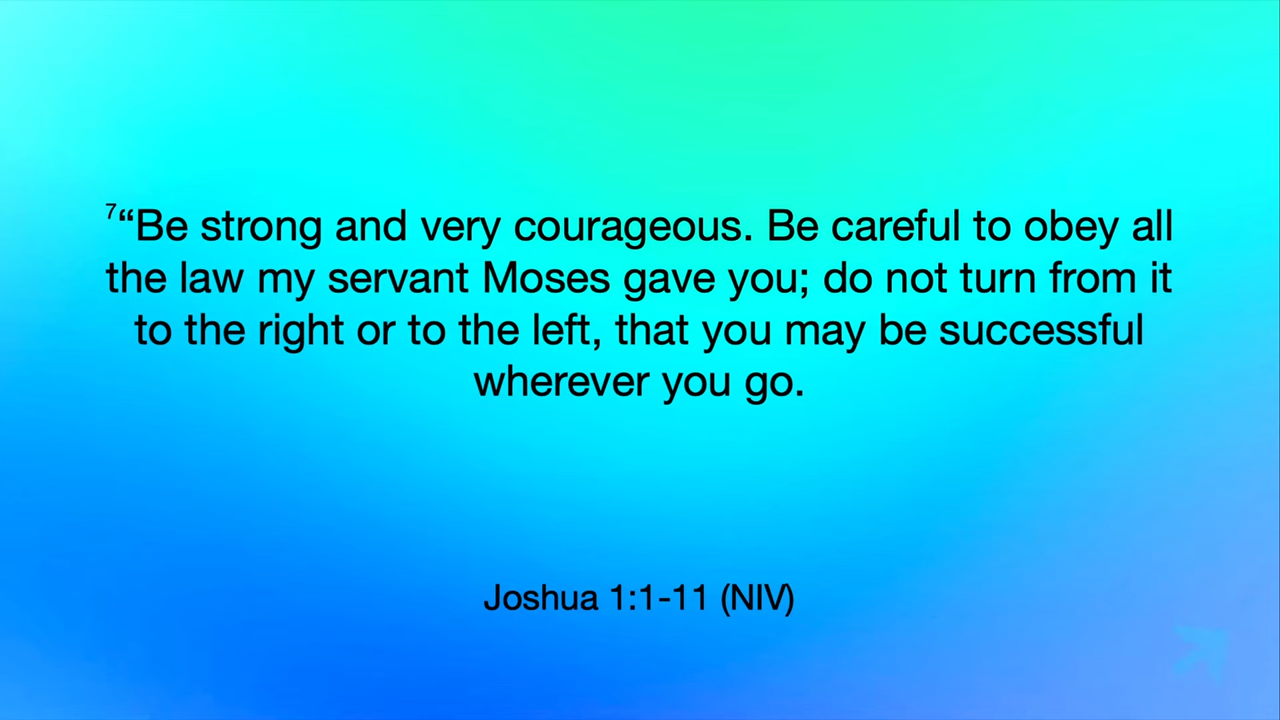 7“Be strong and very courageous. Be careful to obey all
the law my servant Moses gave you; do not turn from it
to the right or to the left, that you may be successful
wherever you go.
Joshua 1:1-11 (NIV)